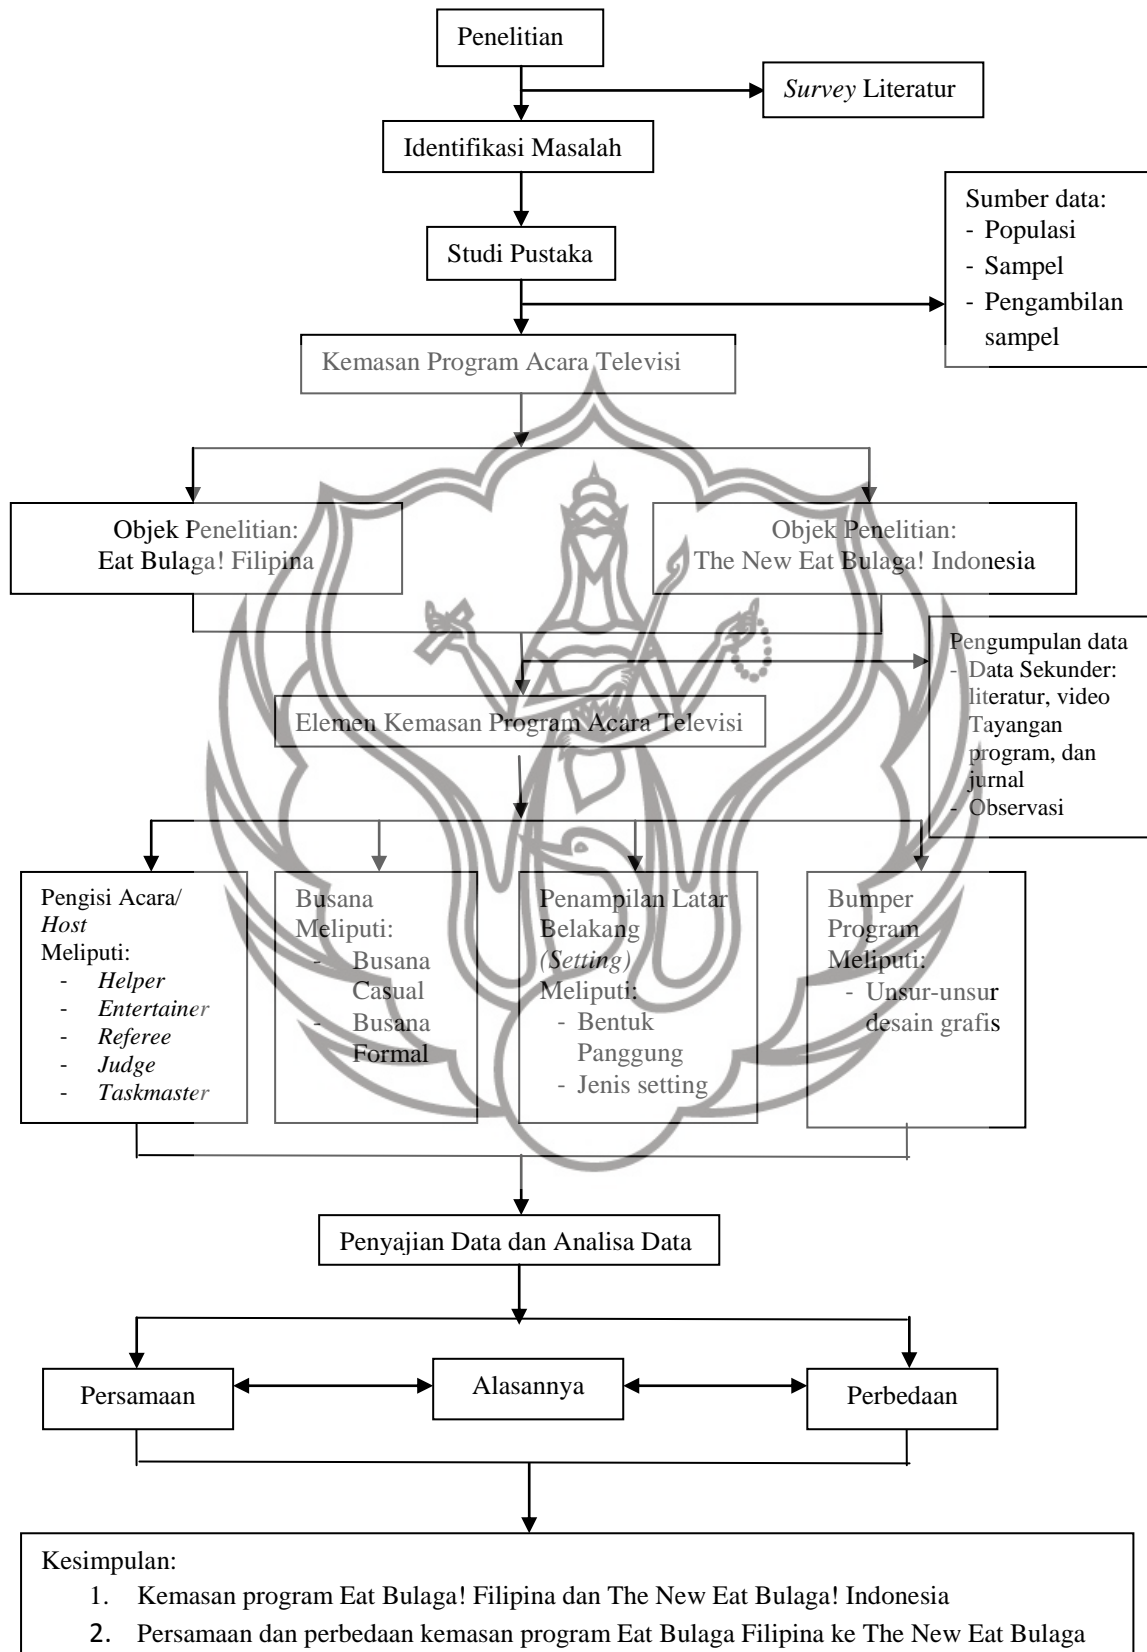 Penelitian
Survey Literatur
Identifikasi Masalah
Sumber data:
- Populasi
- Sampel
- Pengambilan
sampel
Studi Pustaka
Kemasan Program Acara Televisi
Objek Penelitian:
Eat Bulaga! Filipina
Objek Penelitian:
The New Eat Bulaga! Indonesia
Pengumpulan data
- Data Sekunder:
literatur, video
Tayangan
program, dan
jurnal
- Observasi
Elemen Kemasan Program Acara Televisi
Pengisi Acara/
Host
Meliputi:
- Helper
- Entertainer
- Referee
- Judge
- Taskmaster
Busana
Meliputi:
- Busana
Casual
- Busana
Formal
Penampilan Latar
Belakang
(Setting)
Meliputi:
- Bentuk
Panggung
- Jenis setting
Bumper
Program
Meliputi:
- Unsur-unsur
desain grafis
Penyajian Data dan Analisa Data
Persamaan
Alasannya
Perbedaan
Kesimpulan:
1. Kemasan program Eat Bulaga! Filipina dan The New Eat Bulaga! Indonesia
2. Persamaan dan perbedaan kemasan program Eat Bulaga Filipina ke The New Eat Bulaga